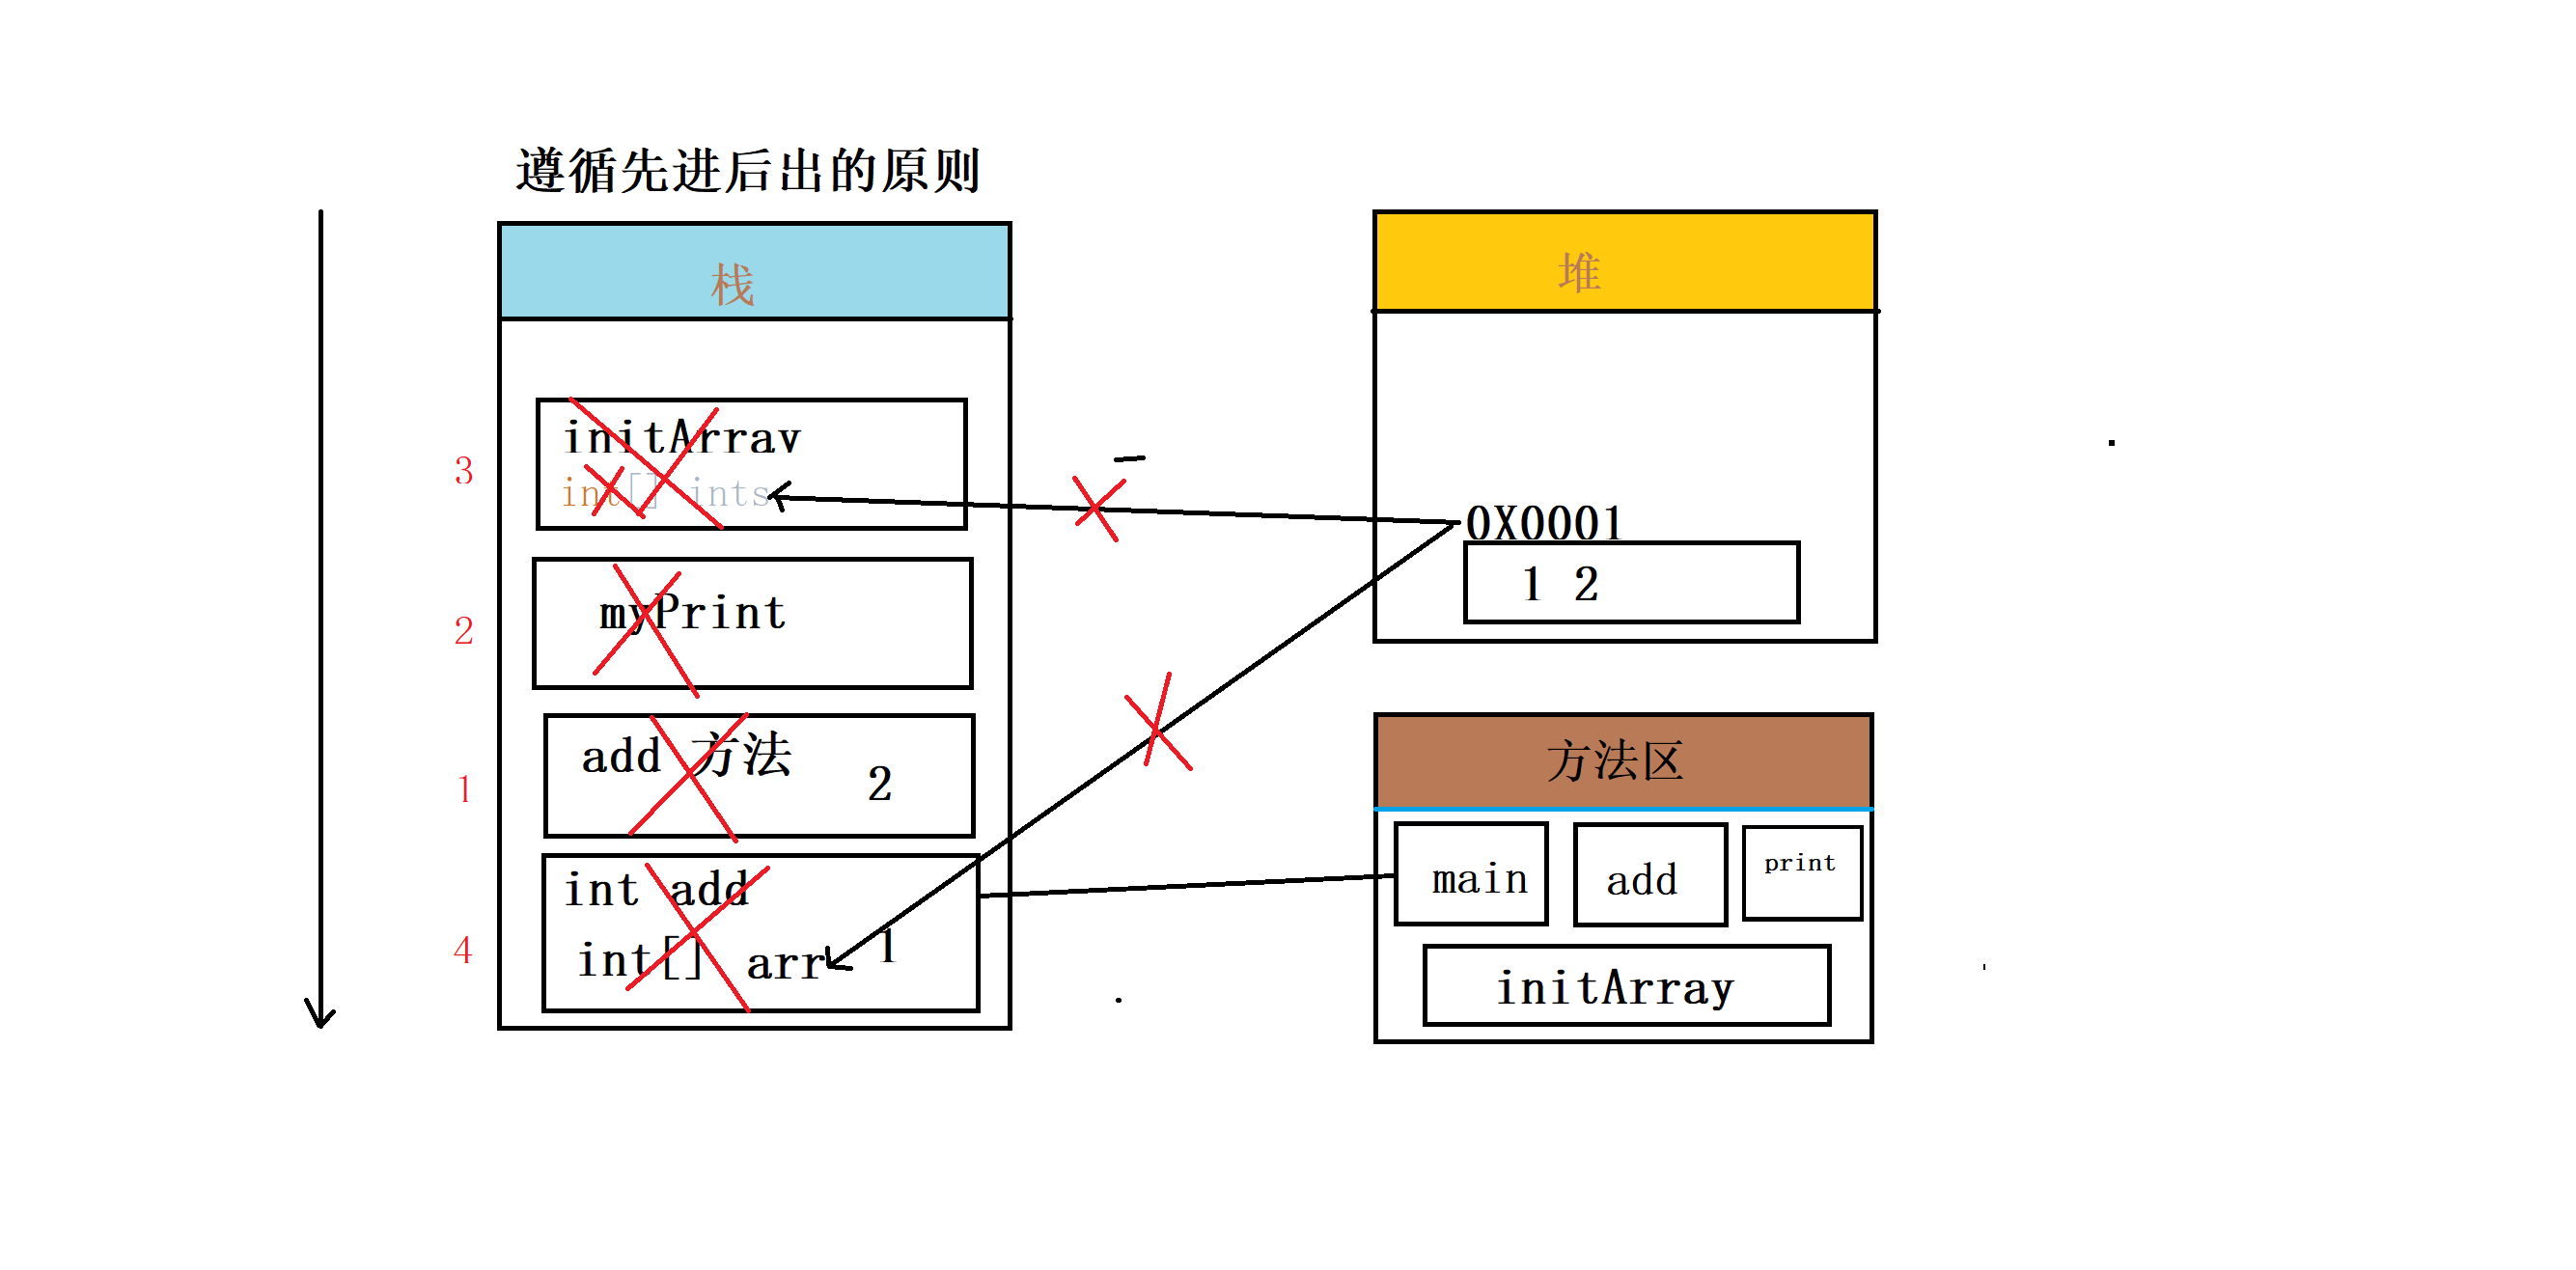 遵循先进后出的原则
栈
initArray
3
int[] ints
myPrint
2
add 方法
2
1
int add
int[] arr 1
4
堆
0X0001
1 2
方法区
main
add
print
initArray